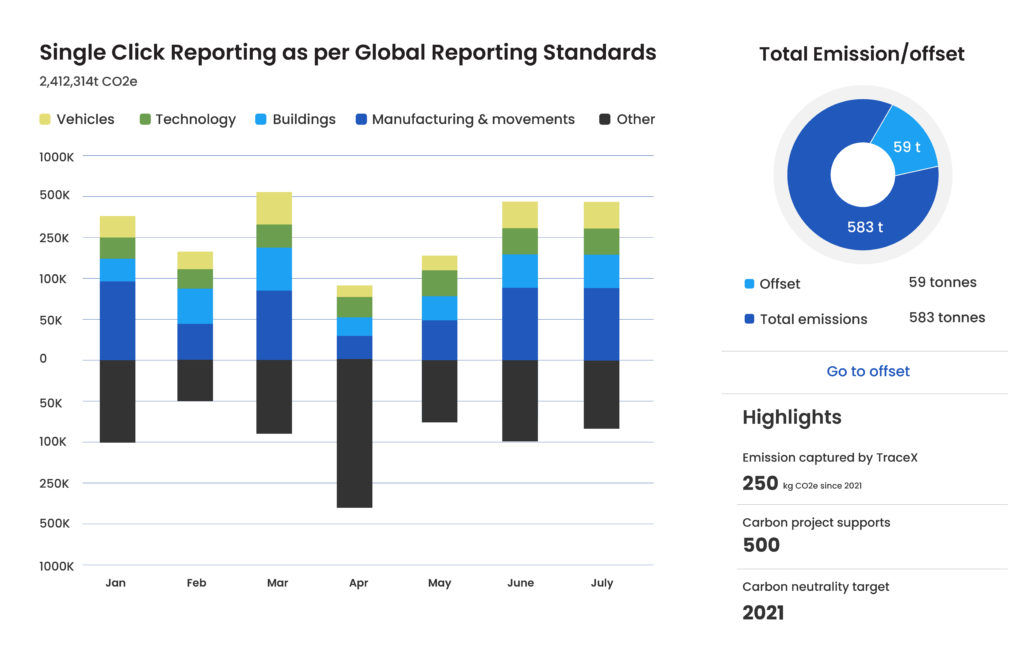 Single Click Reporting as per Global Reporting Standards
2,412,314t CO2e
Vehicles Technology Buildings Manufacturing & movements Other
1000K
500K
250K
100K
50K
0
50K
100K
250K
500K
1000K
Jan Feb Mar Apr May June July
Total Emission/offset
59 t
583 t
Offset 59 tonnes
Total emissions 583 tonnes
Go to offset
Highlights
Emission captured by TraceX
250 kg CO2e since 2021
Carbon project supports
500
Carbon neutrality target
2021